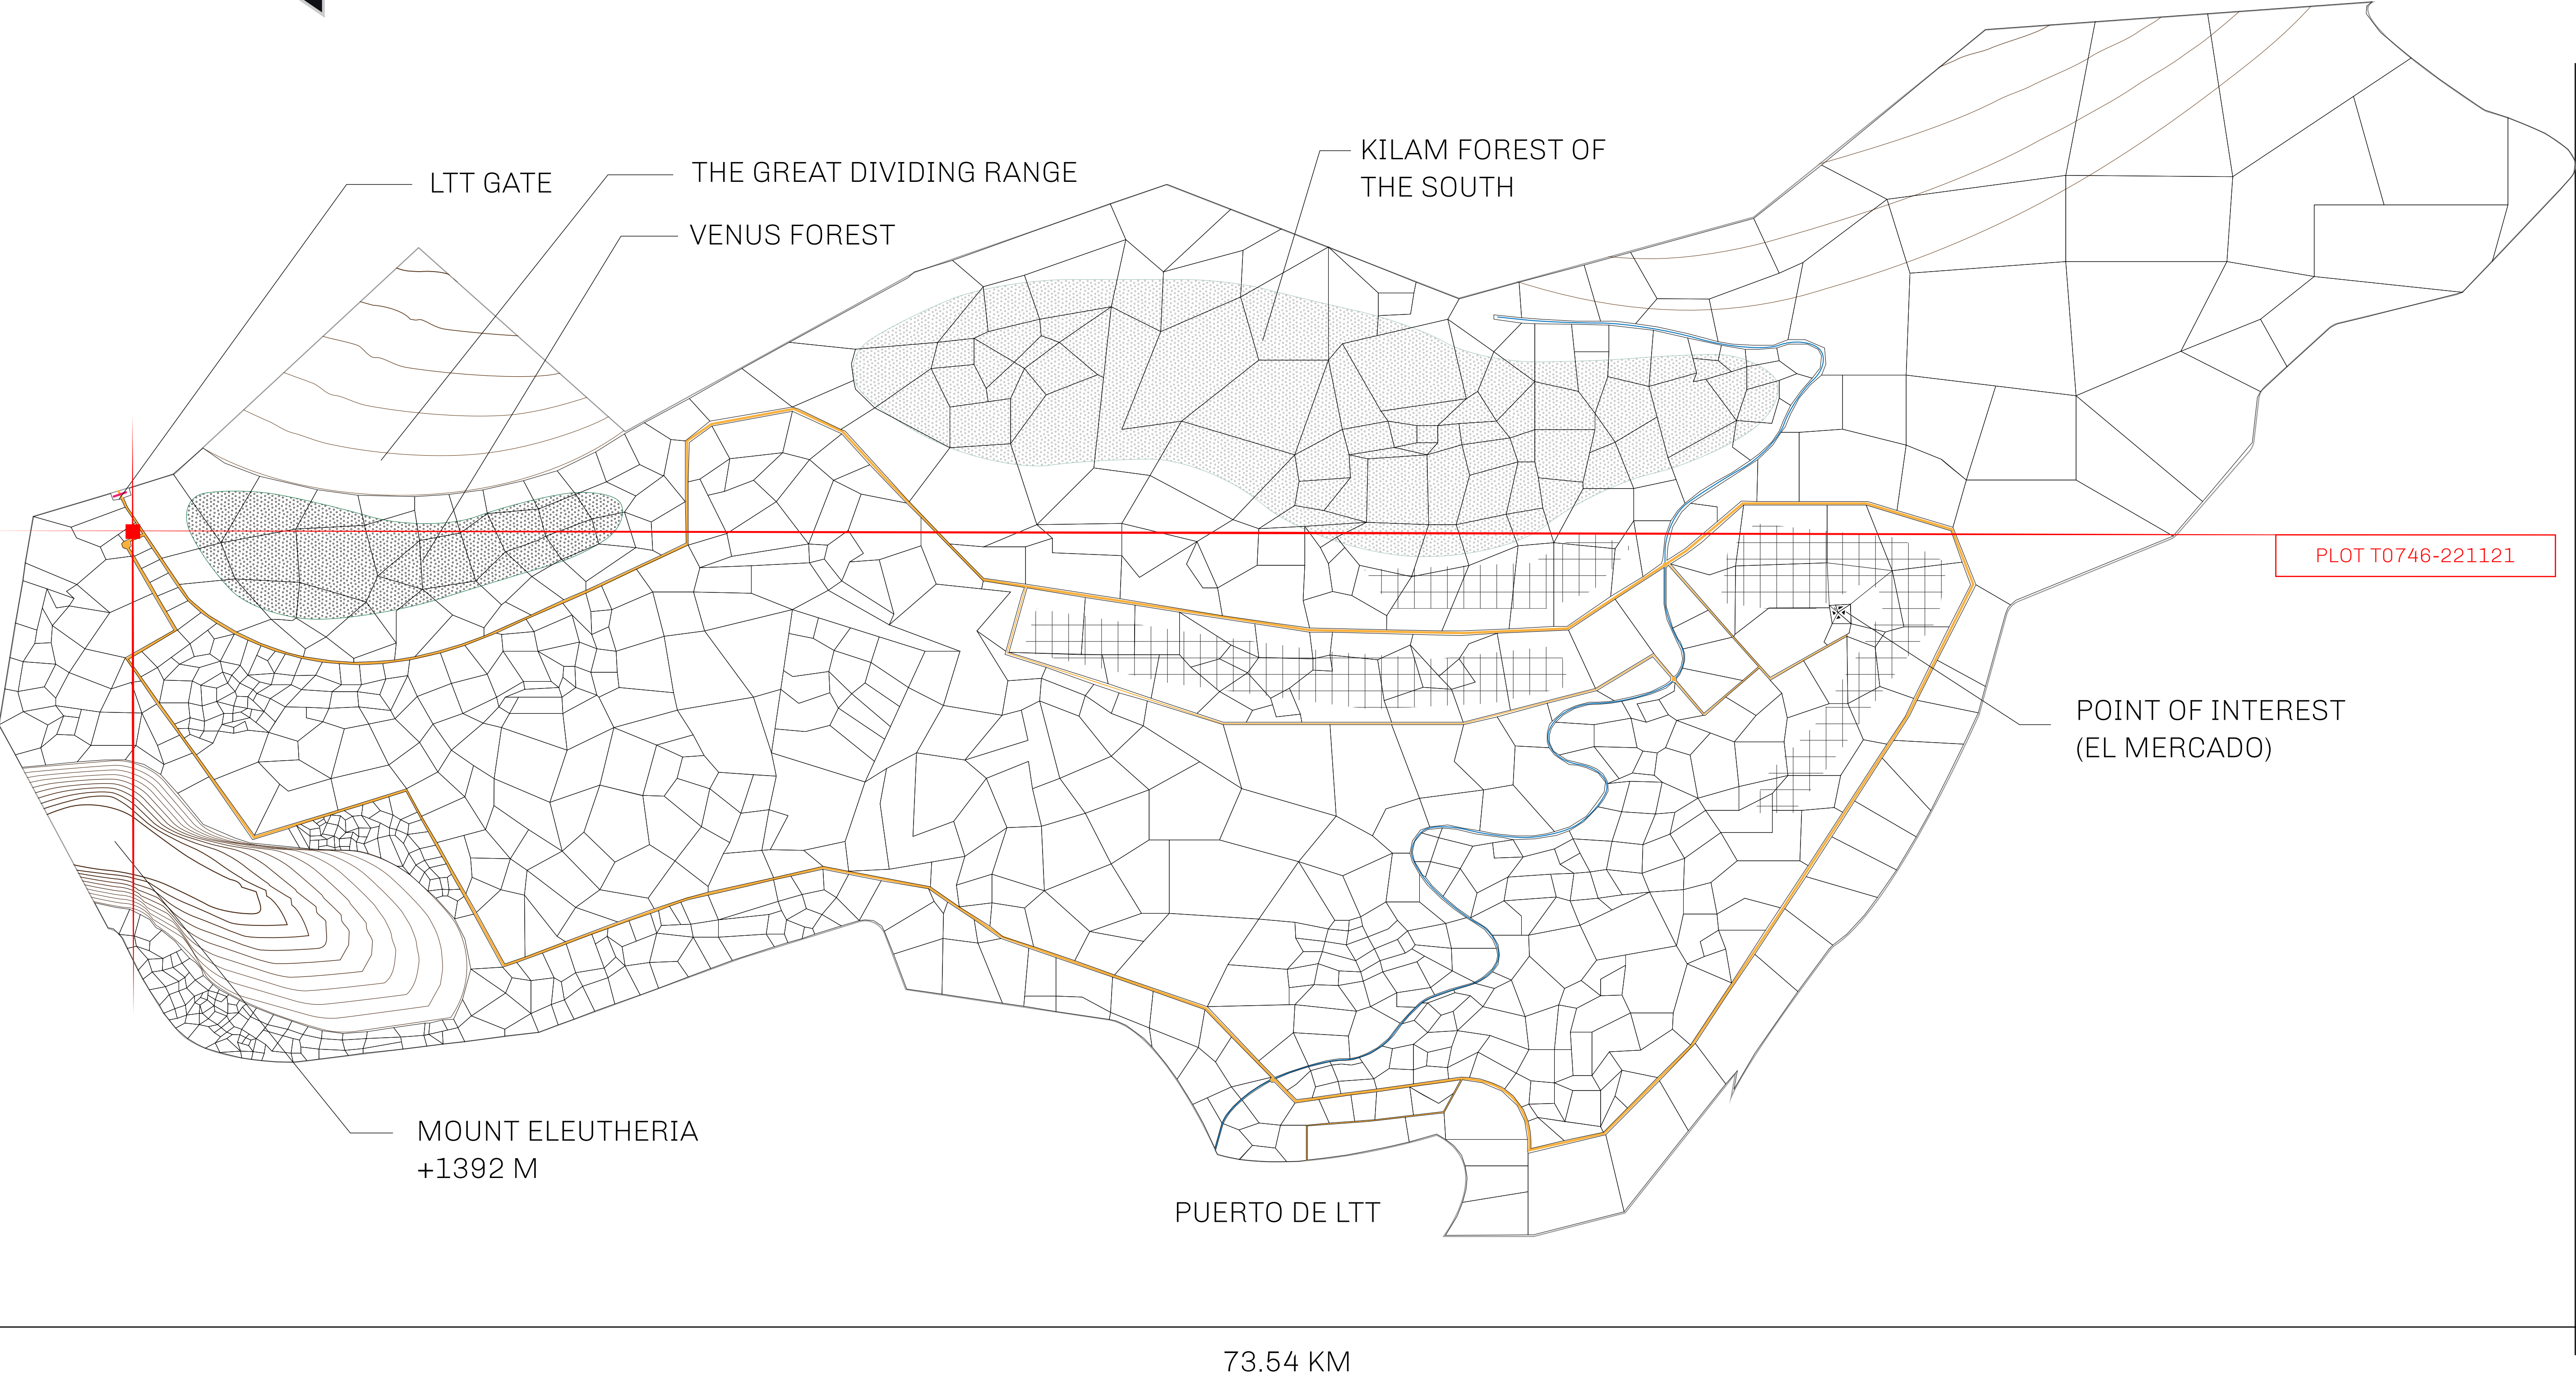 KILAM FOREST OF
THE SOUTH
LTT GATE
THE GREAT DIVIDING RANGE
VENUS FOREST
PLOT T0746-221121
POINT OF INTEREST
(EL MERCADO)
MOUNT ELEUTHERIA
+1392 M
PUERTO DE LTT
73.54 KM